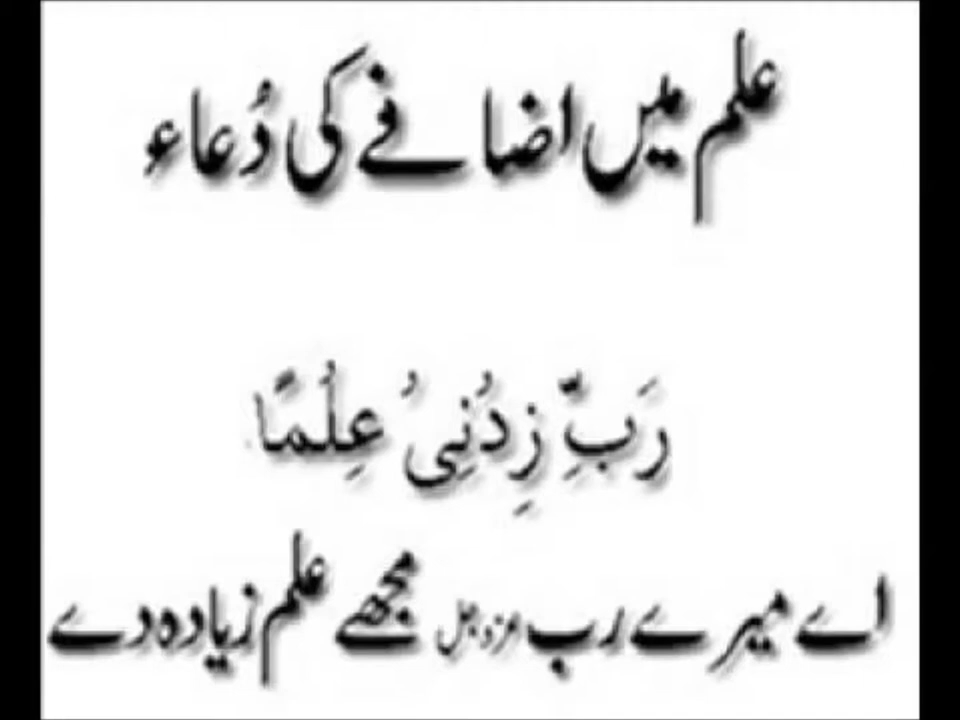 علم میں اضافے کی دُعاء
رَبِّ زِدْنِیْ عِلْمًا
اے میرے رب عزوجل مجھے علم زیادہ دے